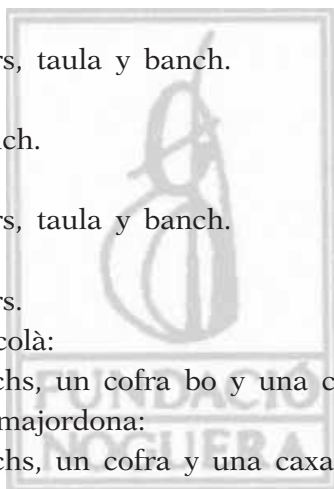 rs, taula y banch.
nch.
rs, taula y banch.
rs.
colà:
chs, un cofra bo y una c
majordona:
chs, un cofra y una caxa
FUNDACIÓ
NOGUERA